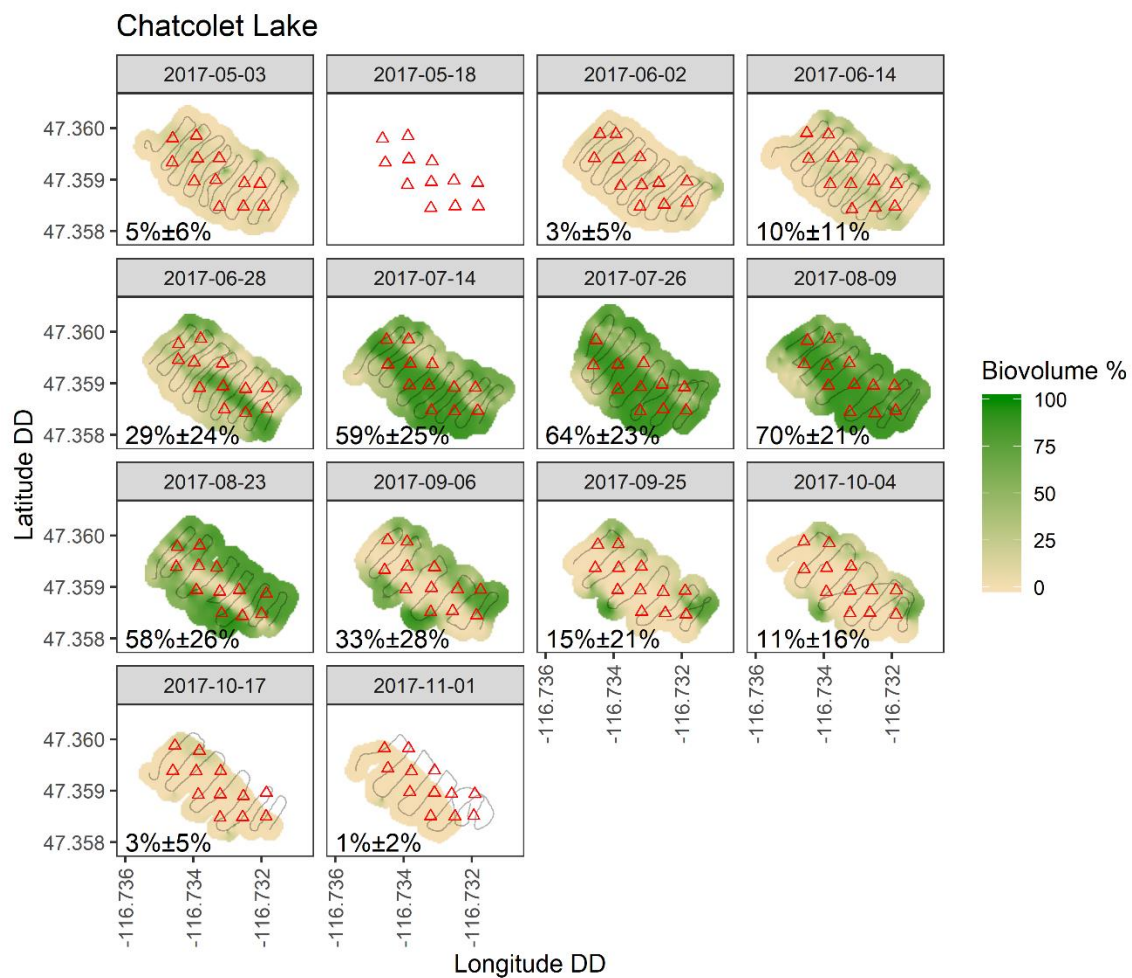 Chatcolet Lake
2017-05-03 2017-05-18 2017-06-02 2017-06-14
47.360
47.359
47.358
5%±6% 3%±5% 10%±11%
2017-06-28 2017-07-14 2017-07-26 2017-08-09
47.360
47.359
47.358
29%±24% 59%±25% 64%±23% 70%±21%
2017-08-23 2017-09-06 2017-09-25 2017-10-04
47.360
47.359
47.358
58%±26% 33%±28% 15%±21% 11%±16%
2017-10-17 2017-11-01
47.360
47.359
47.358
3%±5% 1%±2%
-116.736 -116.734 -116.732 -116.736 -116.734 -116.732 -116.736 -116.734 -116.732 -116.736 -116.734 -116.732
Longitude DD
Latitude DD
Biovolume %
100
75
50
25
0